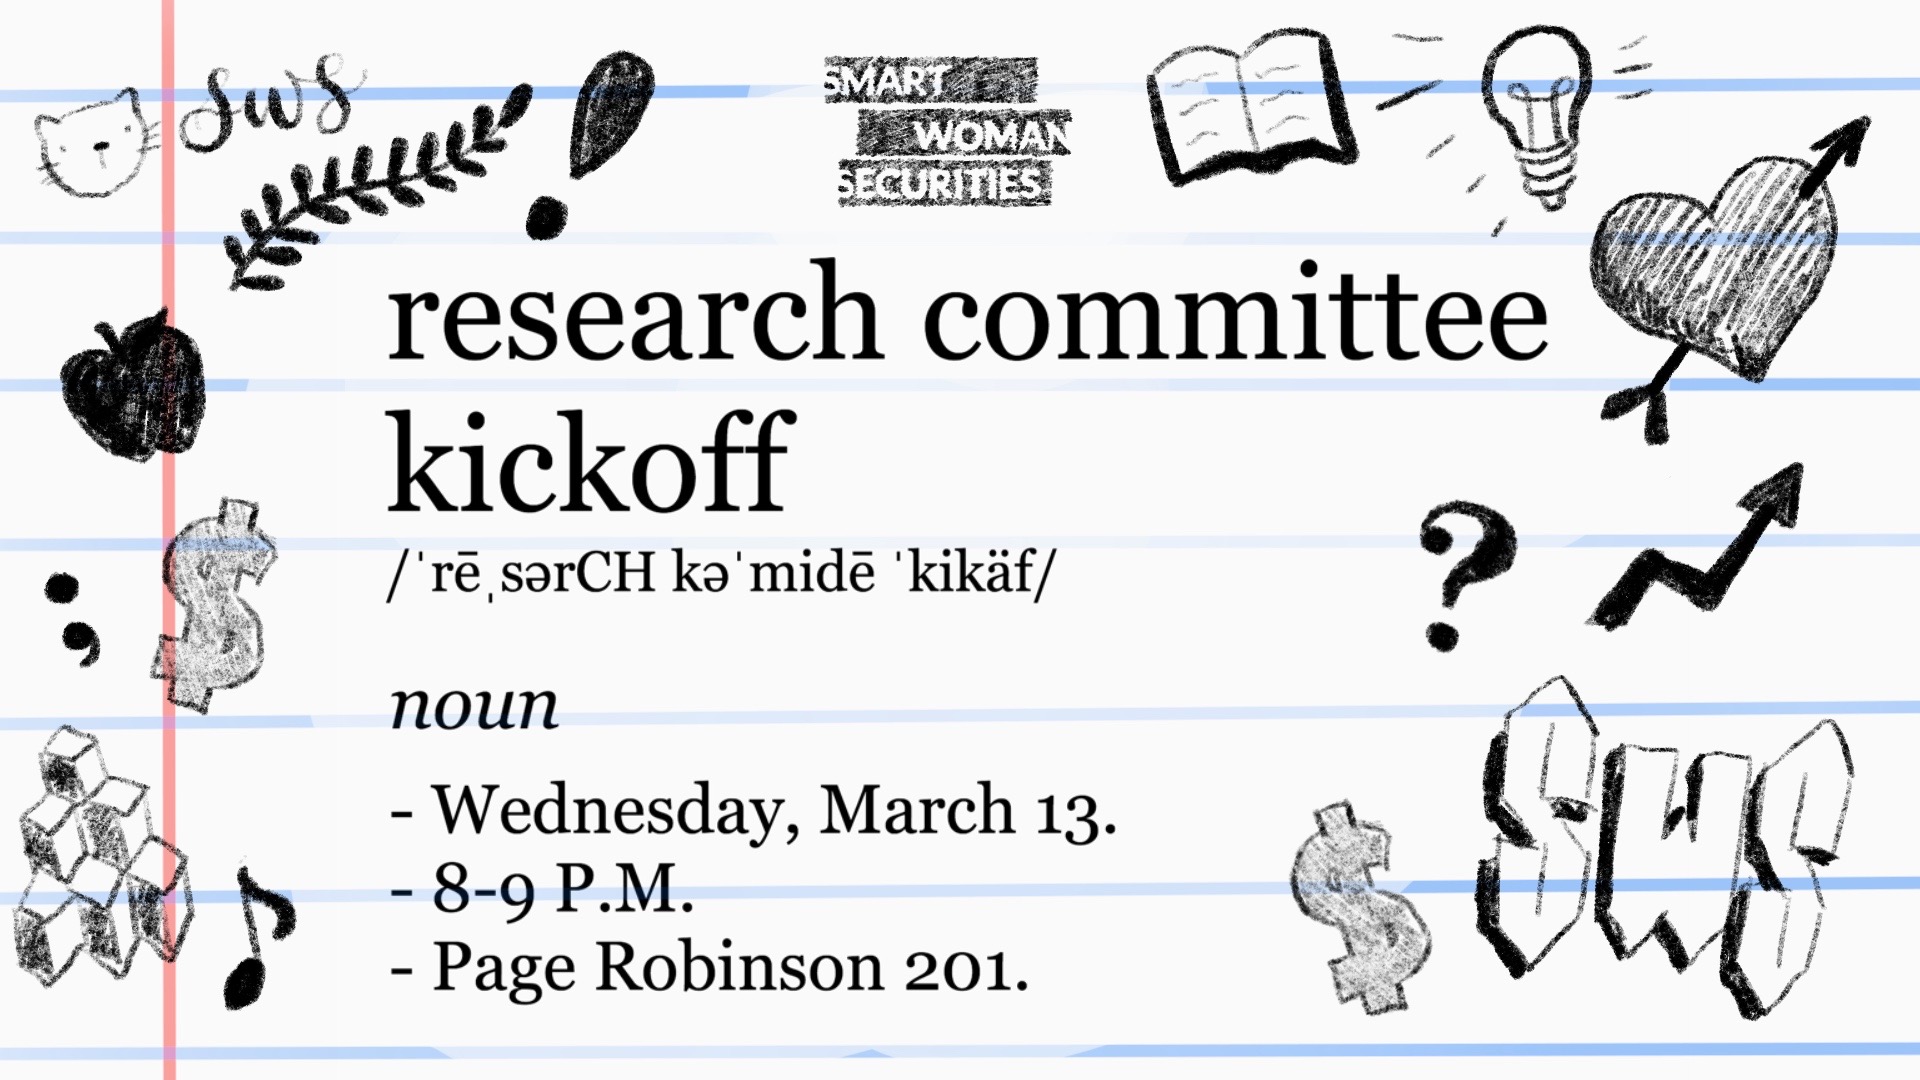 sws
SMART
WOMAN
SECURITIES
research committee
kickoff
/ˈrēˌsərCH kəˈmidē ˈkikäf/
noun
- Wednesday, March 13.
- 8-9 P.M.
- Page Robinson 201.
SWS